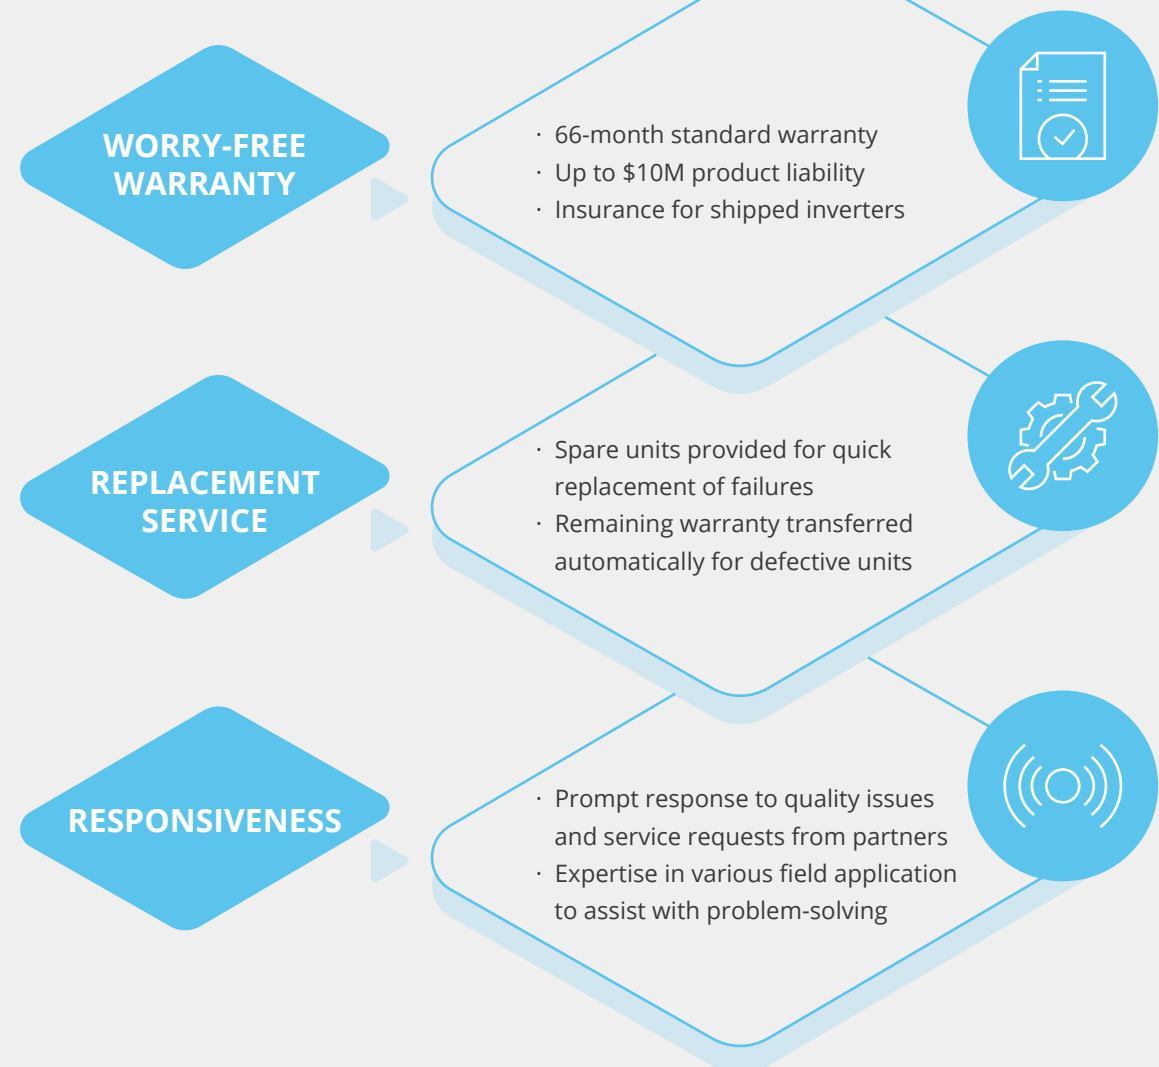 WORRY-FREE
WARRANTY
· 66-month standard warranty
· Up to $10M product liability
· Insurance for shipped inverters
REPLACEMENT
SERVICE
· Spare units provided for quick
replacement of failures
· Remaining warranty transferred
automatically for defective units
RESPONSIVENESS
· Prompt response to quality issues
and service requests from partners
· Expertise in various field application
to assist with problem-solving